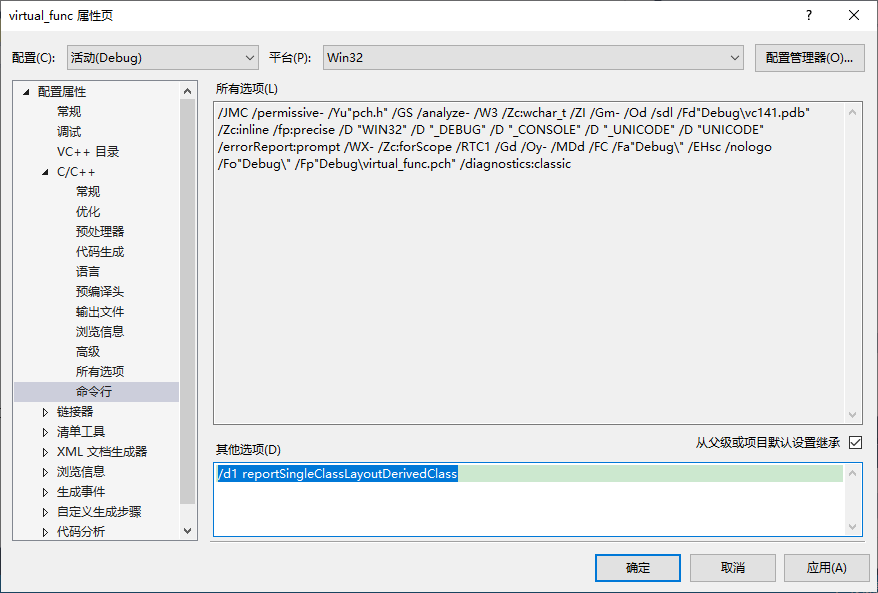 virtual_func 属性页
?
配置(C):
活动(Debug)
平台(P):
Win32
配置管理器(O)...
配置属性
常规
调试
VC++ 目录
C/C++
常规
优化
预处理器
代码生成
语言
预编译头
输出文件
浏览信息
高级
所有选项
命令行
链接器
清单工具
XML 文档生成器
浏览信息
生成事件
自定义生成步骤
代码分析
所有选项(L)
/JMC /permissive- /Yu"pch.h" /GS /analyze- /W3 /Zc:wchar_t /ZI /Gm- /Od /sdl /Fd"Debug\vc141.pdb"
/Zc:inline /fp:precise /D "WIN32" /D "_DEBUG" /D "_CONSOLE" /D "_UNICODE" /D "UNICODE"
/errorReport:prompt /WX- /Zc:forScope /RTC1 /Gd /Oy- /MDd /FC /Fa"Debug\" /EHsc /nologo
/Fo"Debug\" /Fp"Debug\virtual_func.pch" /diagnostics:classic
从父级或项目默认设置继承
其他选项(D)
/d1 reportSingleClassLayoutDerivedClass
确定
取消
应用(A)